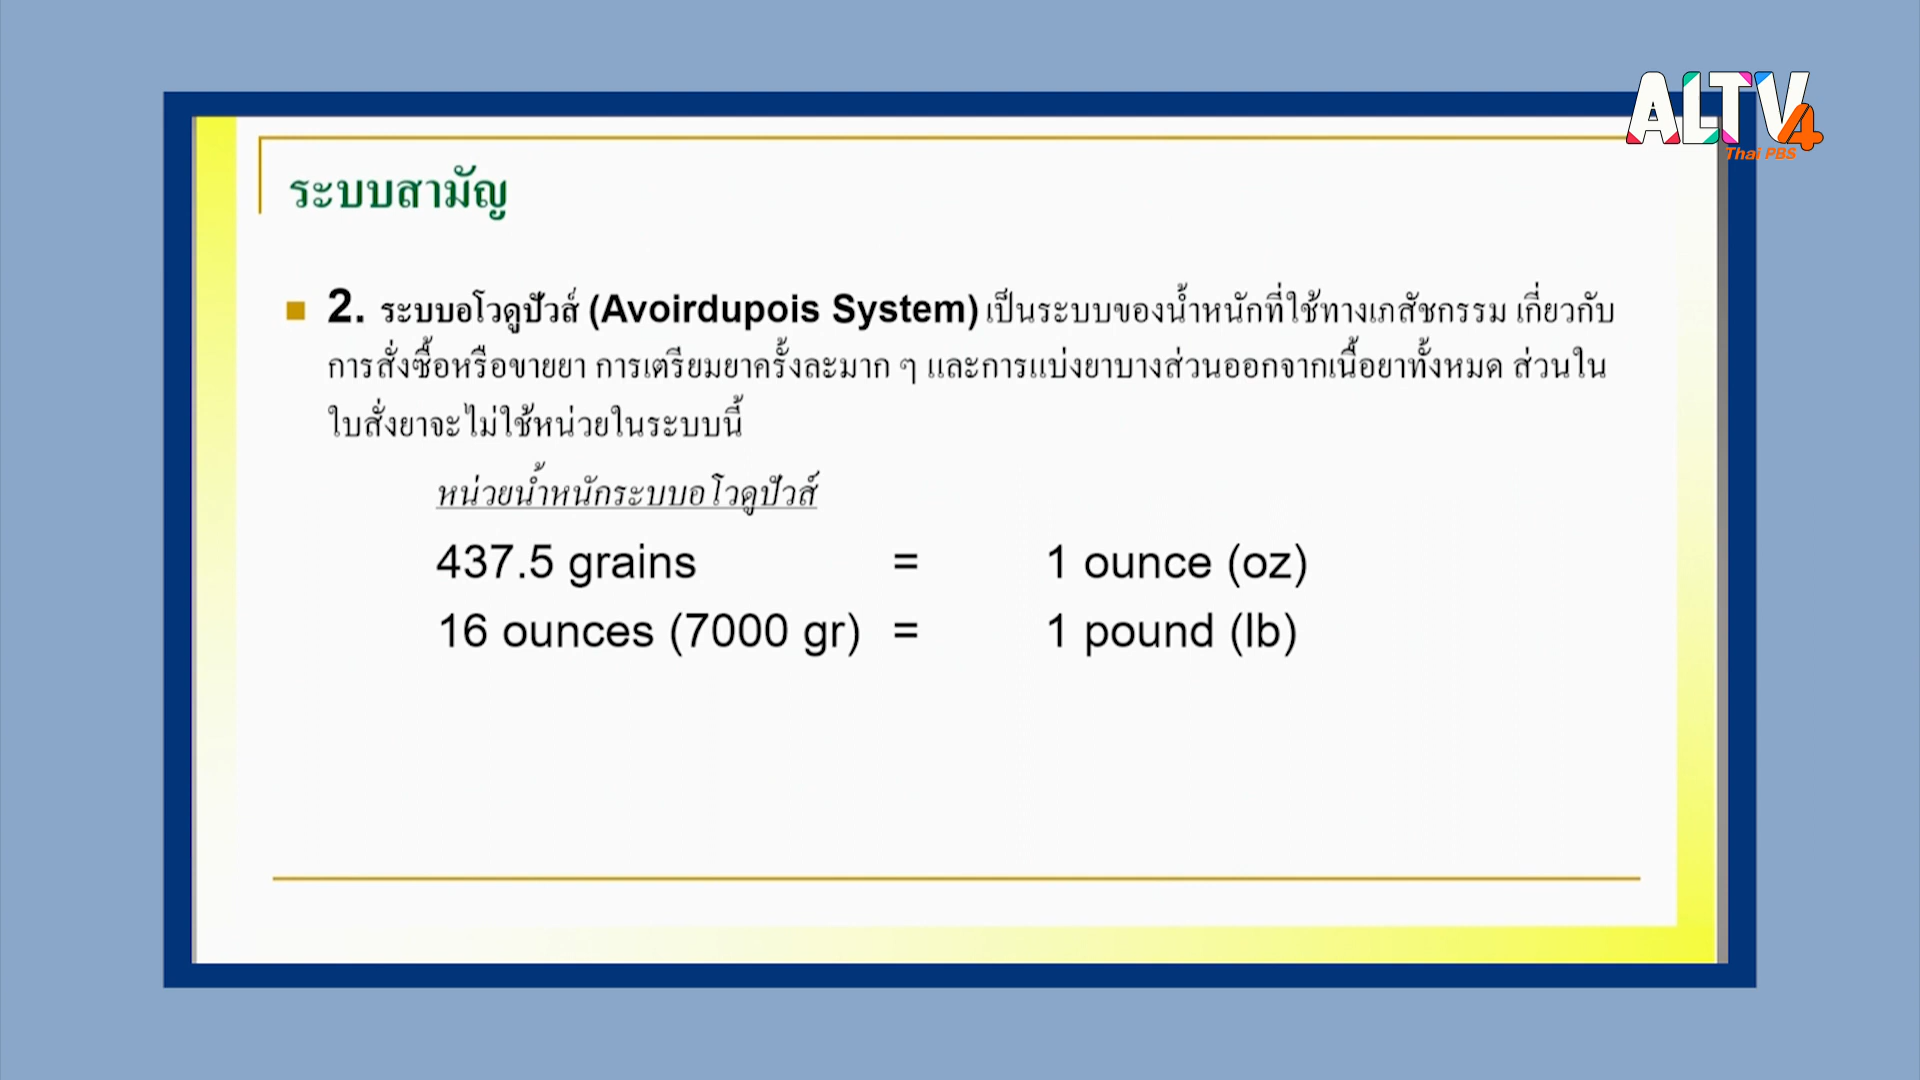 ALTV4
Thai PBS
ระบบสามัญ
2. ระบบอโวดูปัวส์ (Avoirdupois System) เป็นระบบของน้ำหนักที่ใช้ทางเภสัชกรรม เกี่ยวกับ
การสั่งซื้อหรือขายยา การเตรียมยาครั้งละมาก ๆ และการแบ่งยาบางส่วนออกจากเนื้อยาทั้งหมด ส่วนใน
ใบสั่งยาจะไม่ใช้หน่วยในระบบนี้
หน่วยน้ำหนักระบบอโวดูปัวส์
437.5 grains = 1 ounce (oz)
16 ounces (7000 gr) = 1 pound (lb)